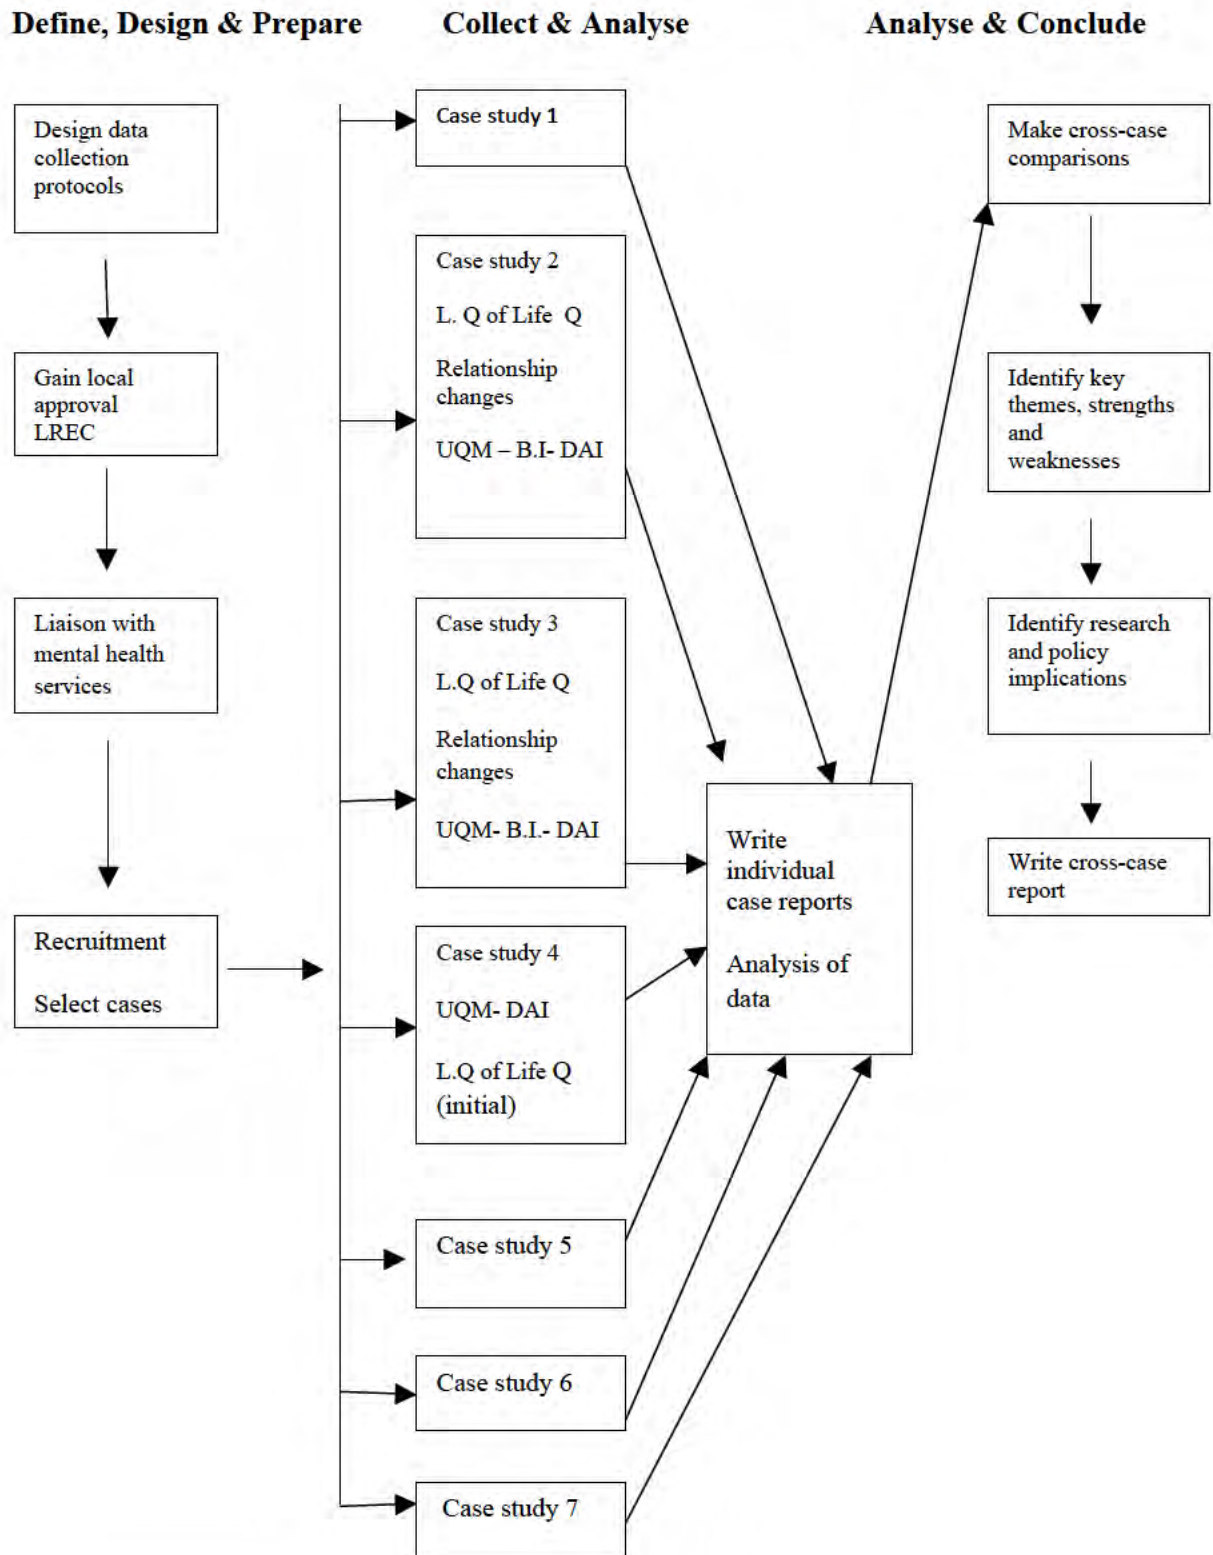 Define, Design & Prepare
Collect & Analyse
Analyse & Conclude
Design data
collection
protocols
Gain local
approval
LREC
Liaison with
mental health
services
Recruitment
Select cases
Case study 1
Case study 2
L. Q of Life Q
Relationship
changes
UQM – B.I- DAI
Case study 3
L.Q of Life Q
Relationship
changes
UQM- B.I.- DAI
Case study 4
UQM- DAI
L.Q of Life Q
(initial)
Case study 5
Case study 6
Case study 7
Write
individual
case reports
Analysis of
data
Make cross-case
comparisons
Identify key
themes, strengths
and
weaknesses
Identify research
and policy
implications
Write cross-case
report